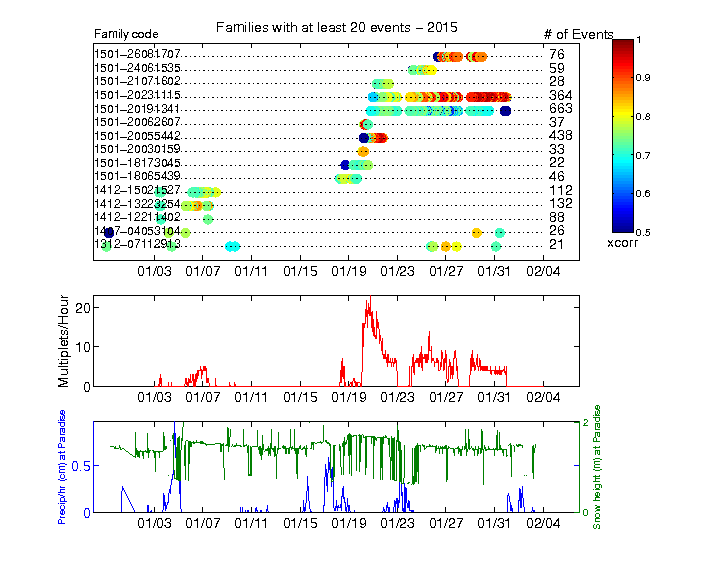 Families with at least 20 events – 2015
Family code
# of Events
1501–26081707 76
1501–24061535 59
1501–21071602 28
1501–20231115 364
1501–20191341 663
1501–20062607 37
1501–20055442 438
1501–20030159 33
1501–18173045 22
1501–18065439 46
1412–15021527 112
1412–13223254 132
1412–12211402 88
26
1312–07112913 21
01/03 01/07 01/11 01/15 01/19 01/23 01/27 01/31 02/04
1
0.9
0.8
0.7
0.6
0.5
xcorr
Multiplets/Hour
20
10
0
01/03 01/07 01/11 01/15 01/19 01/23 01/27 01/31 02/04
Precip/hr (cm) at Paradise
0.5
0
2
1
0
Snow height (m) at Paradise
01/03 01/07 01/11 01/15 01/19 01/23 01/27 01/31 02/04